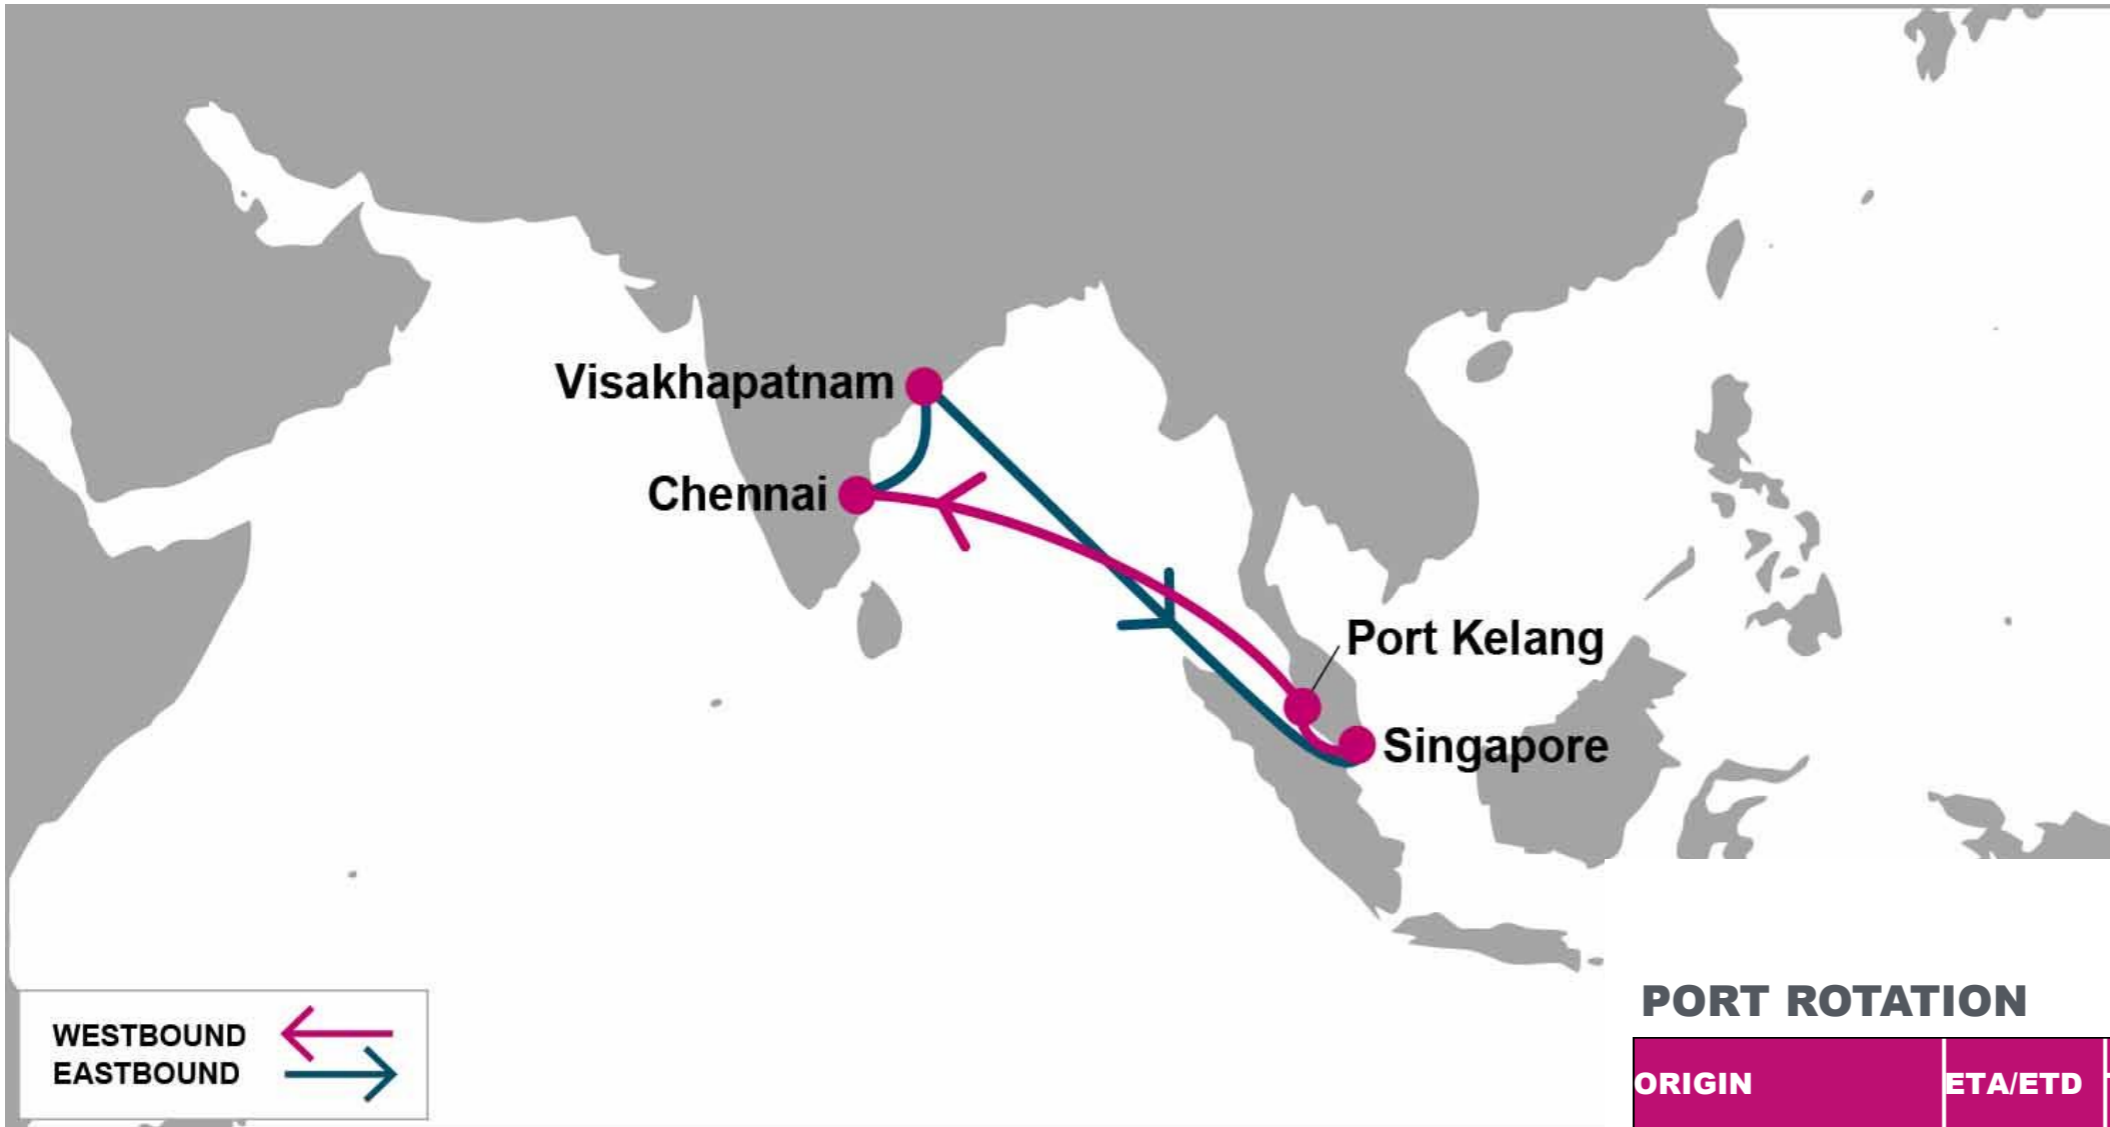 Visakhapatnam
Chennai
Port Kelang
Singapore
WESTBOUND
EASTBOUND
PORT ROTATION
ORIGIN ETA/ETD